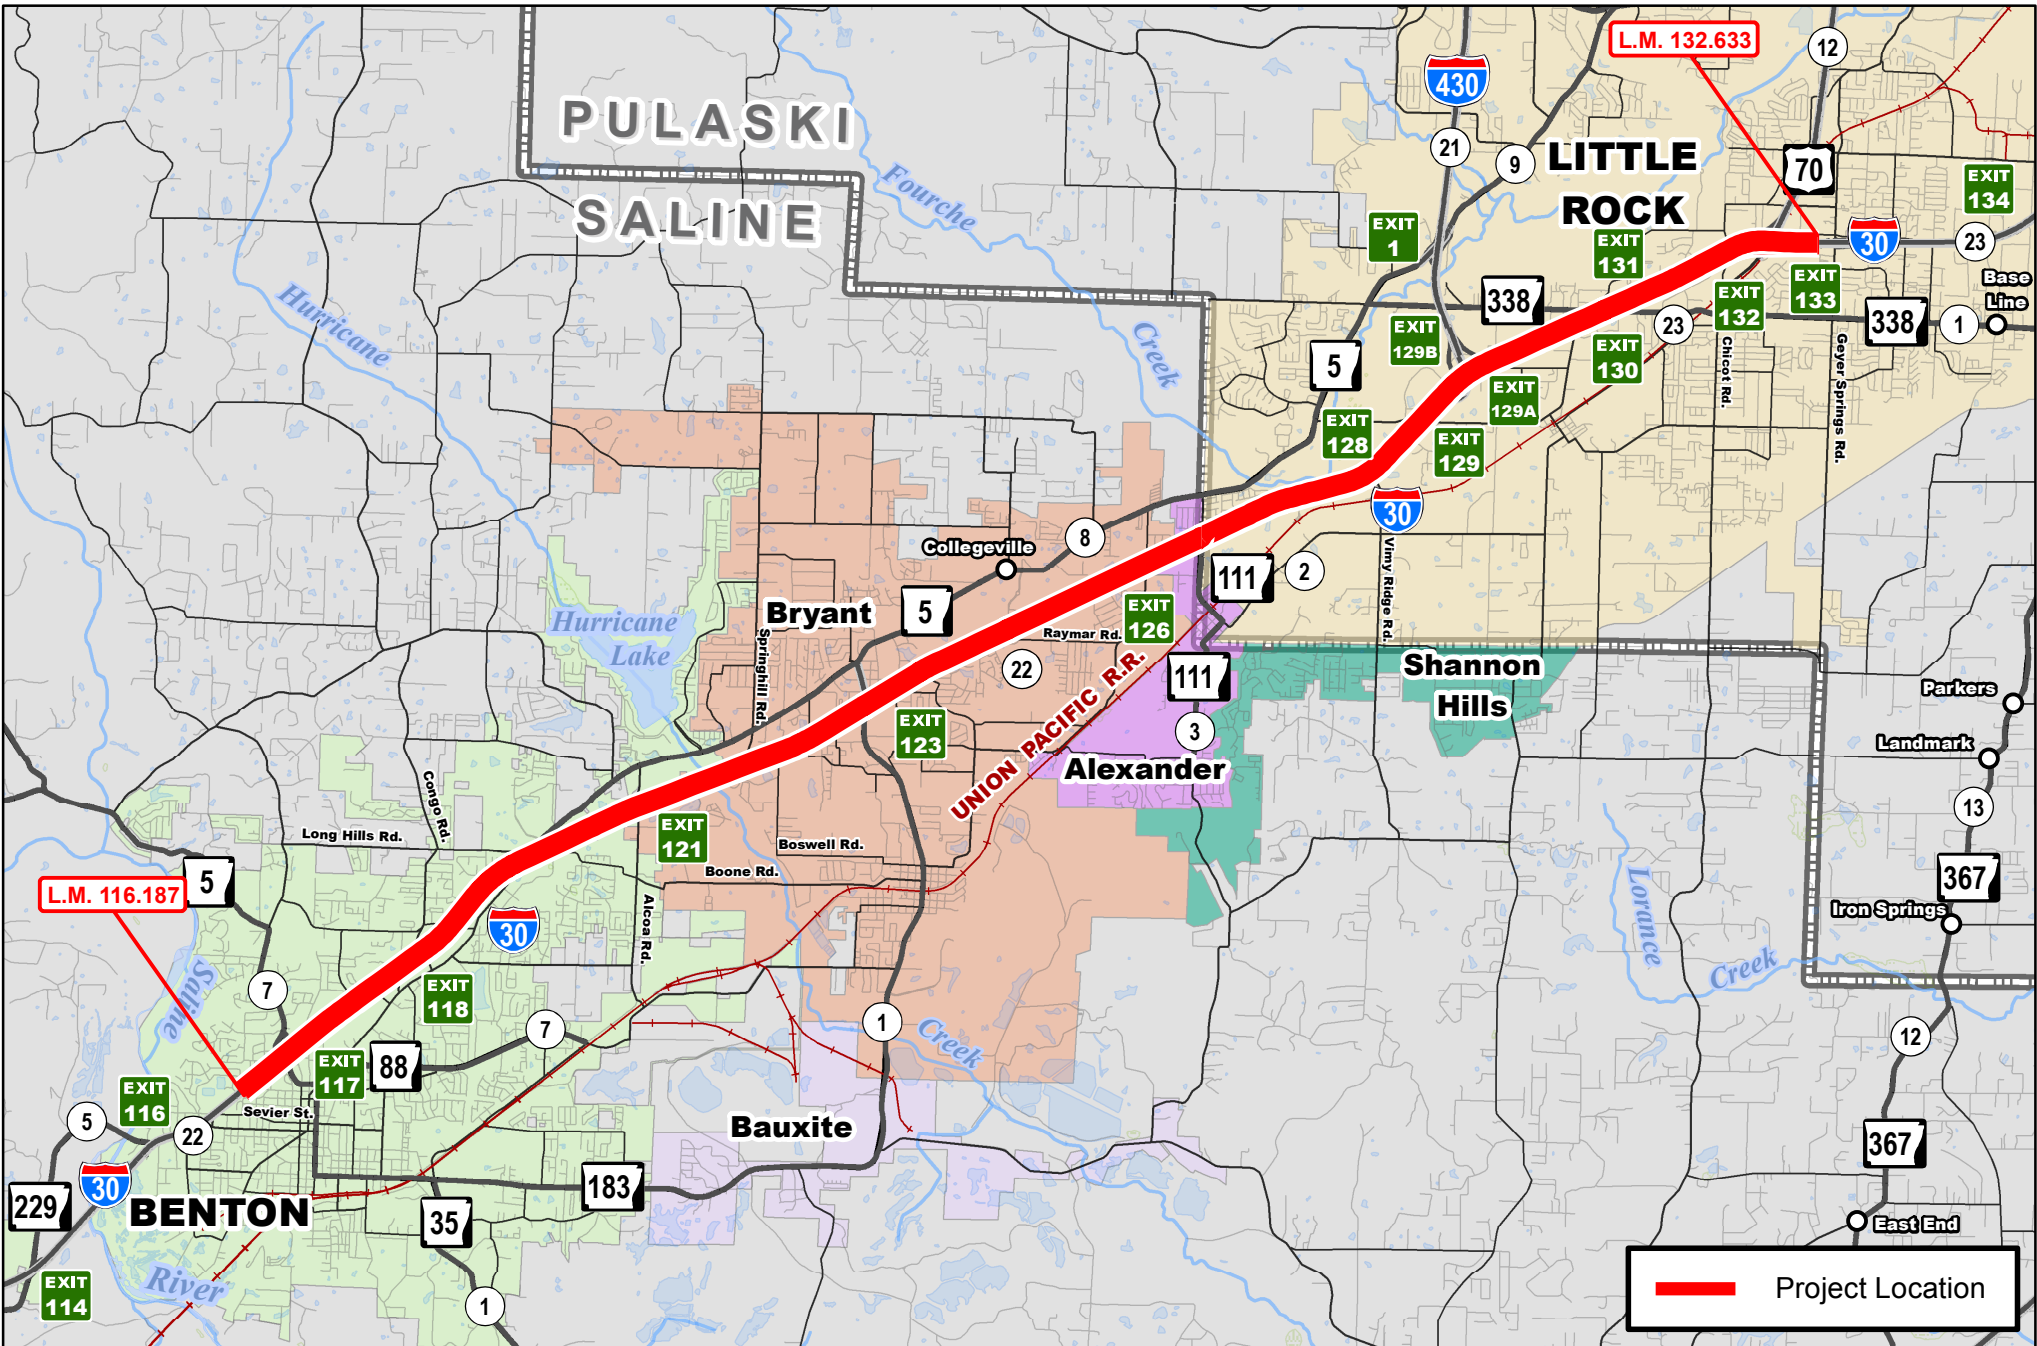 L.M. 132.633
12
430
PULASKI
21
9
LITTLE
ROCK
70
EXIT
134
Fourche
SALINE
EXIT
1
EXIT
131
30
23
Hurricane
338
EXIT
132
EXIT
133
Base
Line
Creek
EXIT
129B
23
338
1
5
EXIT
130
Chicot Rd.
Geyer Springs Rd.
EXIT
129A
EXIT
128
EXIT
129
30
Collegeville
8
Vimy Ridge Rd.
111
2
Hurricane
Lake
Bryant
5
Springhill Rd.
Raymar Rd.
EXIT
126
22
111
Shannon
Hills
Parkers
UNION PACIFIC R.R.
EXIT
123
3
Landmark
Alexander
Congo Rd.
13
Long Hills Rd.
EXIT
121
Boswell Rd.
Boone Rd.
5
L.M. 116.187
367
Iron Springs
Alcoa Rd.
30
Lorance
Creek
Saline
7
EXIT
118
7
1
Creek
12
EXIT
117
88
EXIT
116
Sevier St.
5
22
Bauxite
367
30
183
229
BENTON
35
East End
River
EXIT
114
1
Project Location